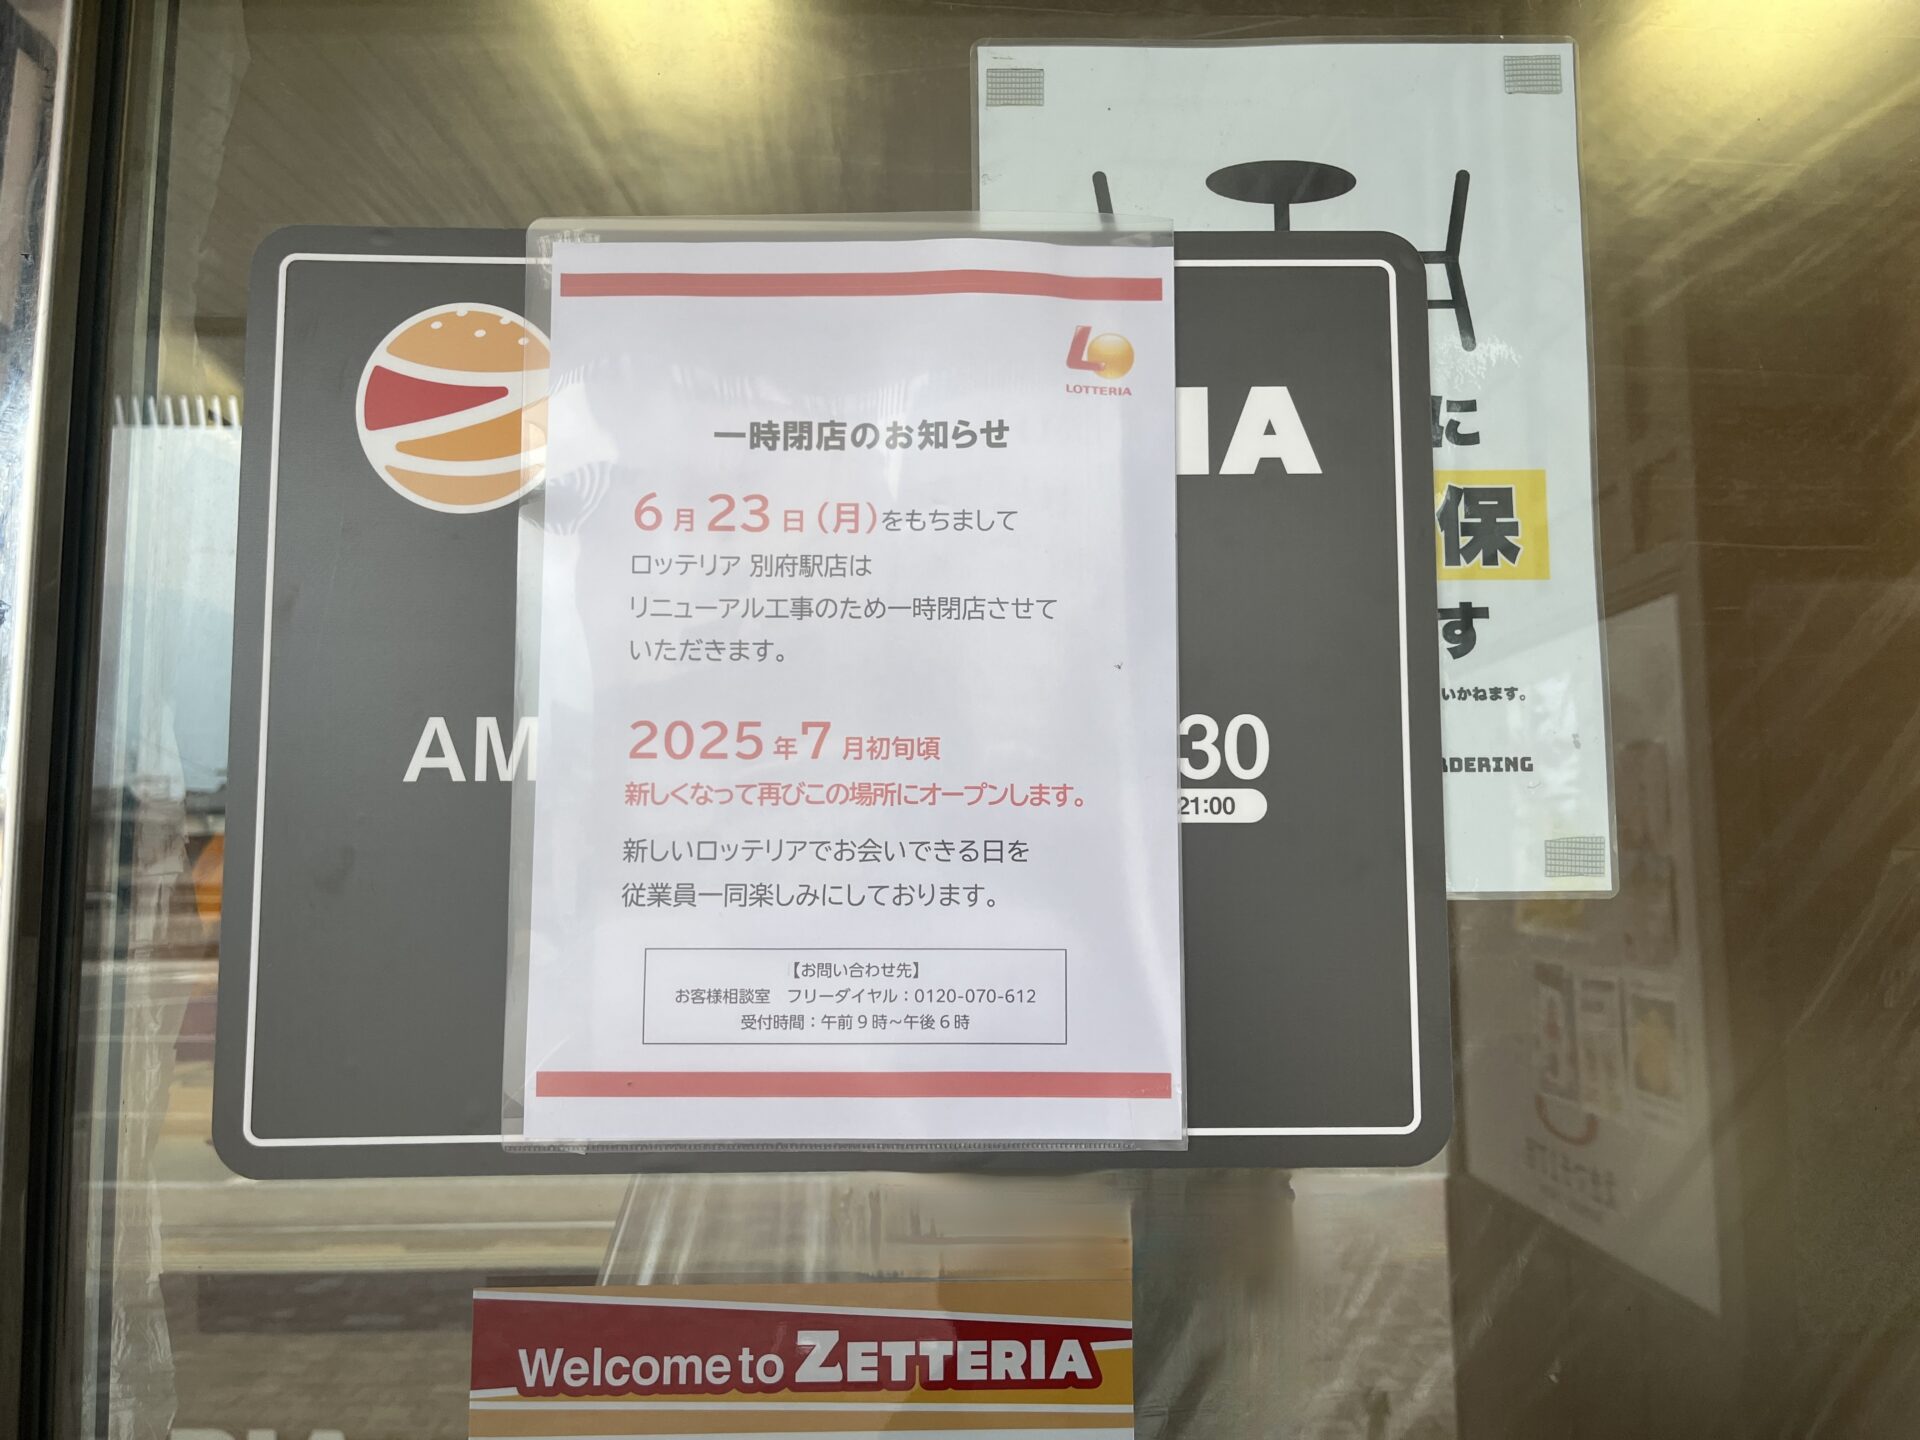 LOTTERIA
一時閉店のお知らせ
6月23日（月）をもちまして
ロッテリア 別府駅店は
リニューアル工事のため一時閉店させて
いただきます。
2025年7月初旬頃
新しくなって再びこの場所にオープンします。
新しいロッテリアでお会いできる日を
従業員一同楽しみにしております。
【お問い合わせ先】
お客様相談室　フリーダイヤル：0120-070-612
受付時間：午前9時～午後6時
IA
AM
30
21:00
に
保
す
いかねます。
Welcome to ZETTERIA